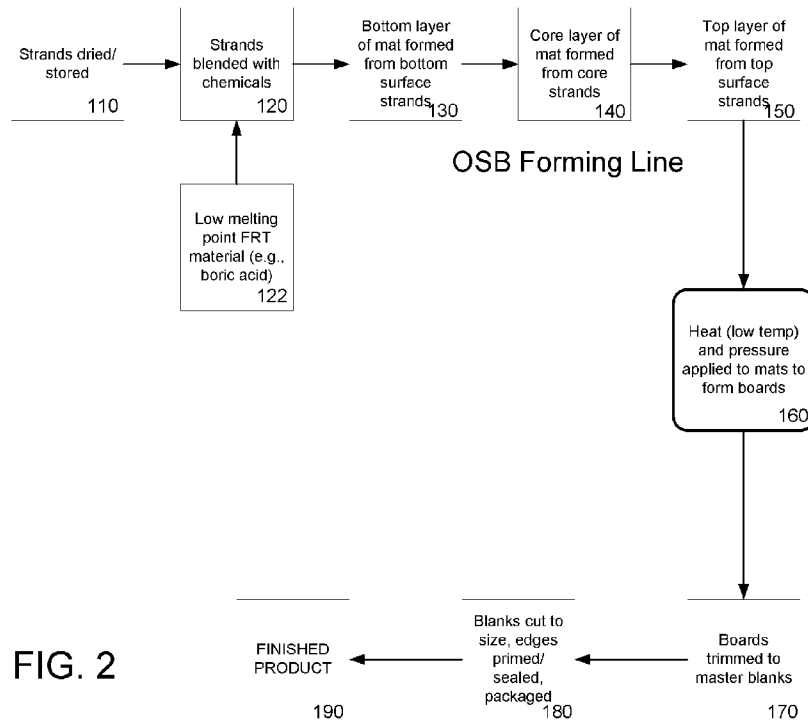 Strands dried/
stored
110
Strands
blended with
chemicals
120
Bottom layer
of mat formed
from bottom
surface
strands
130
Core layer of
mat formed
from core
strands
140
Top layer of
mat formed
from top
surface
strands
150
OSB Forming Line
Low melting
point FRT
material (e.g.,
boric acid)
122
Heat (low temp)
and pressure
applied to mats to
form boards
160
Boards
trimmed to
master blanks
170
Blanks cut to
size, edges
primed/
sealed,
packaged
180
FINISHED
PRODUCT
190
FIG. 2